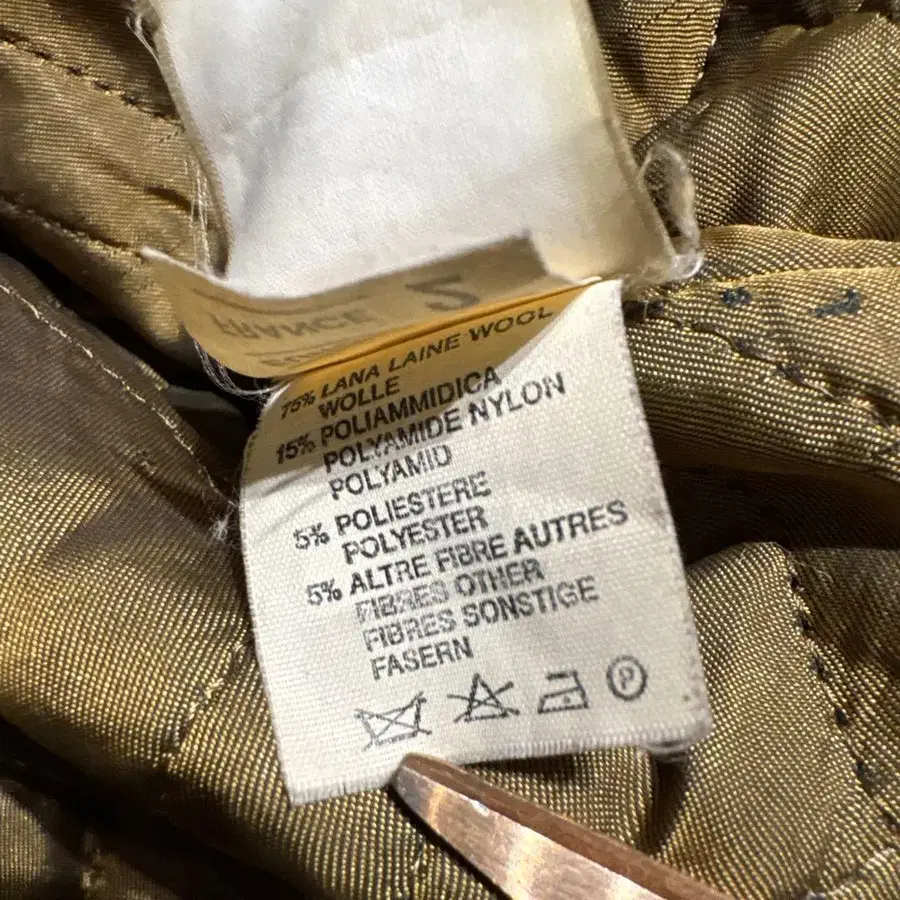 FRANCE
75% LANA LAINE WOOL
WOLLE
15% POLIAMMIDICA
POLYAMIDE NYLON
POLYAMID
5% POLIESTERE
POLYESTER
5% ALTRE FIBRE AUTRES
FIBRES OTHER
FIBRES SONSTIGE
FASERN
P